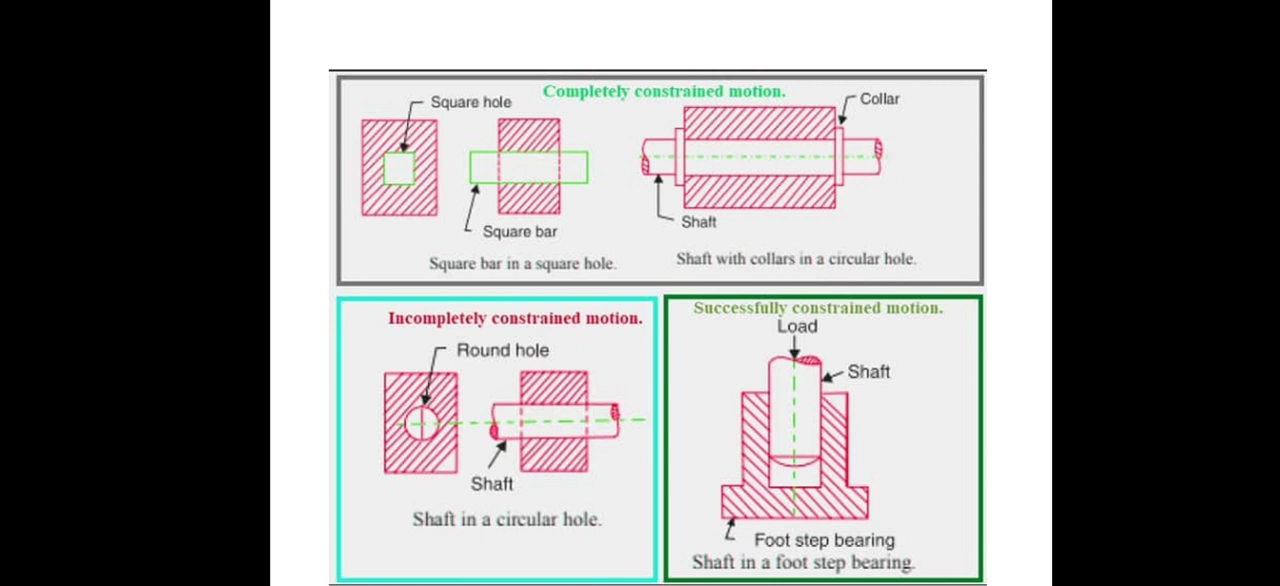 Completely constrained motion.
Square hole
Collar
Square bar
Shaft
Square bar in a square hole.
Shaft with collars in a circular hole.
Incompletely constrained motion.
Round hole
Shaft
Shaft in a circular hole.
Successfully constrained motion.
Load
Shaft
Foot step bearing
Shaft in a foot step bearing.